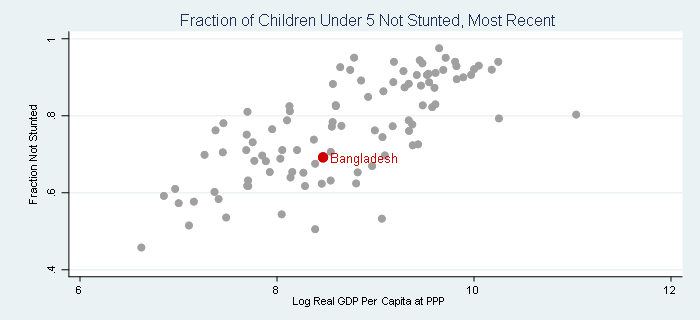 Fraction of Children Under 5 Not Stunted, Most Recent
Fraction Not Stunted
1
.8
.6
.4
Bangladesh
6
8
10
12
Log Real GDP Per Capita at PPP